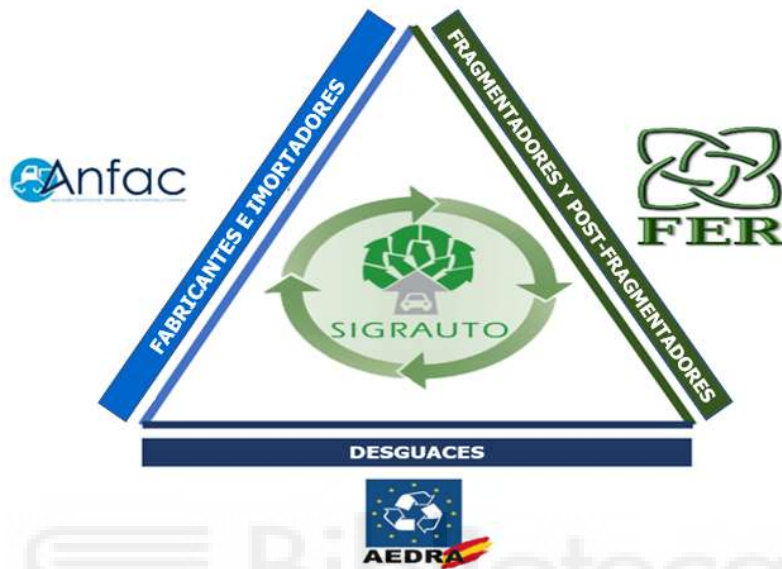 FABRICANTES E IMORTADORES
FRAGMENTADORES Y POST-FRAGMENTADORES
Anfac
FER
SIGRAUTO
DESGUACES
AEDRA